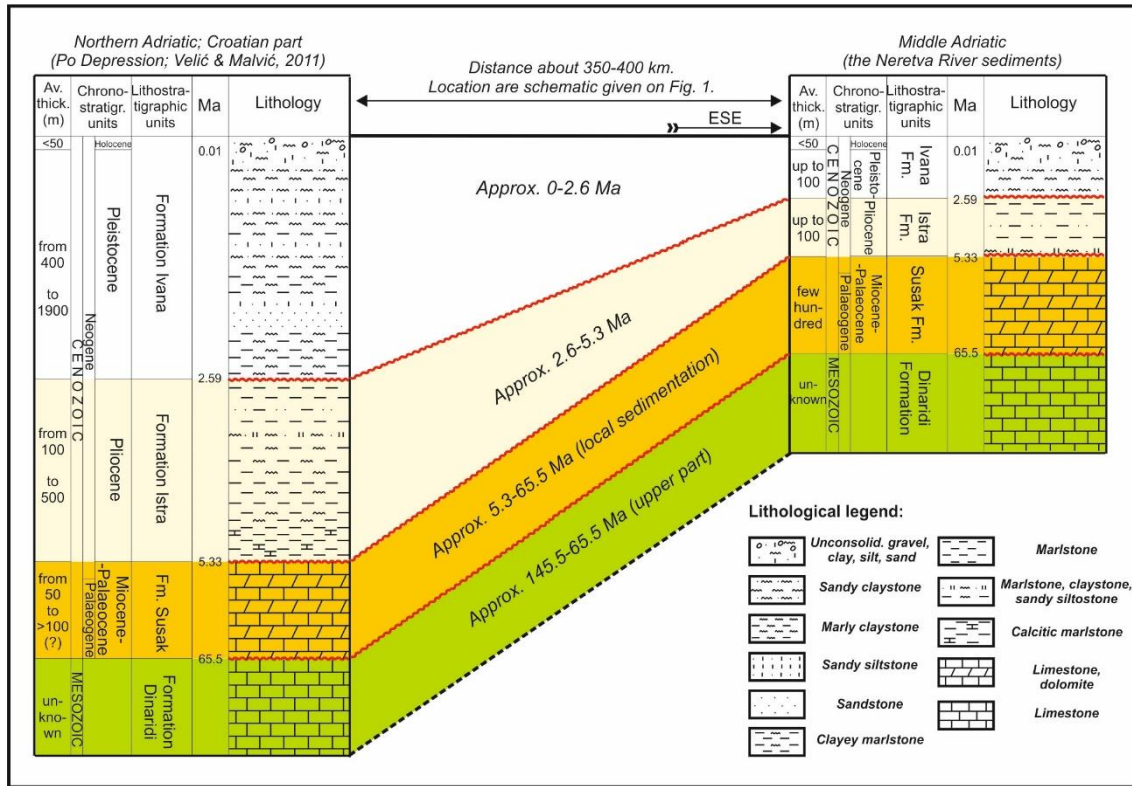 Northern Adriatic; Croatian part
(Po Depression; Velić & Malvić, 2011)
Av.
thick.
(m)
Chrono-
stratigr.
units
Lithostra-
tigraphic
units
Ma
Lithology
<50
Holocene
0.01
from
400
to
1900
Neogene
CENOZOIC
Pleistocene
Formation Ivana
2.59
from
100
to
500
Pliocene
Formation Istra
5.33
from
50
to
>100
(?)
Palaeogene
Miocene-
-Palaeocene
Fm. Susak
65.5
un-
kno-
wn
MESOZOIC
Formation
Dinaridi
Distance about 350-400 km.
Location are schematic given on Fig. 1.
ESE
Approx. 0-2.6 Ma
Approx. 2.6-5.3 Ma
Approx. 5.3-65.5 Ma (local sedimentation)
Approx. 145.5-65.5 Ma (upper part)
Middle Adriatic
(the Neretva River sediments)
Av.
thick.
(m)
Chrono-
stratigr.
units
Lithostra-
tigraphic
units
Ma
Lithology
<50
Holocene
0.01
up to
100
CENOZOIC
Neogene
Pleisto-
cene
Ivana
Fm.
2.59
up to
100
Pliocene
Istra
Fm.
5.33
few
hun-
dred
Palaeogene
Miocene-
-Palaeocene
Susak Fm.
65.5
un-
known
MESOZOIC
Dinaridi
Formation
Lithological legend:
Unconsolid. gravel,
clay, silt, sand
Sandy claystone
Marly claystone
Sandy siltstone
Sandstone
Clayey marlstone
Marlstone
Marlstone, claystone,
sandy siltostone
Calcitic marlstone
Limestone,
dolomite
Limestone